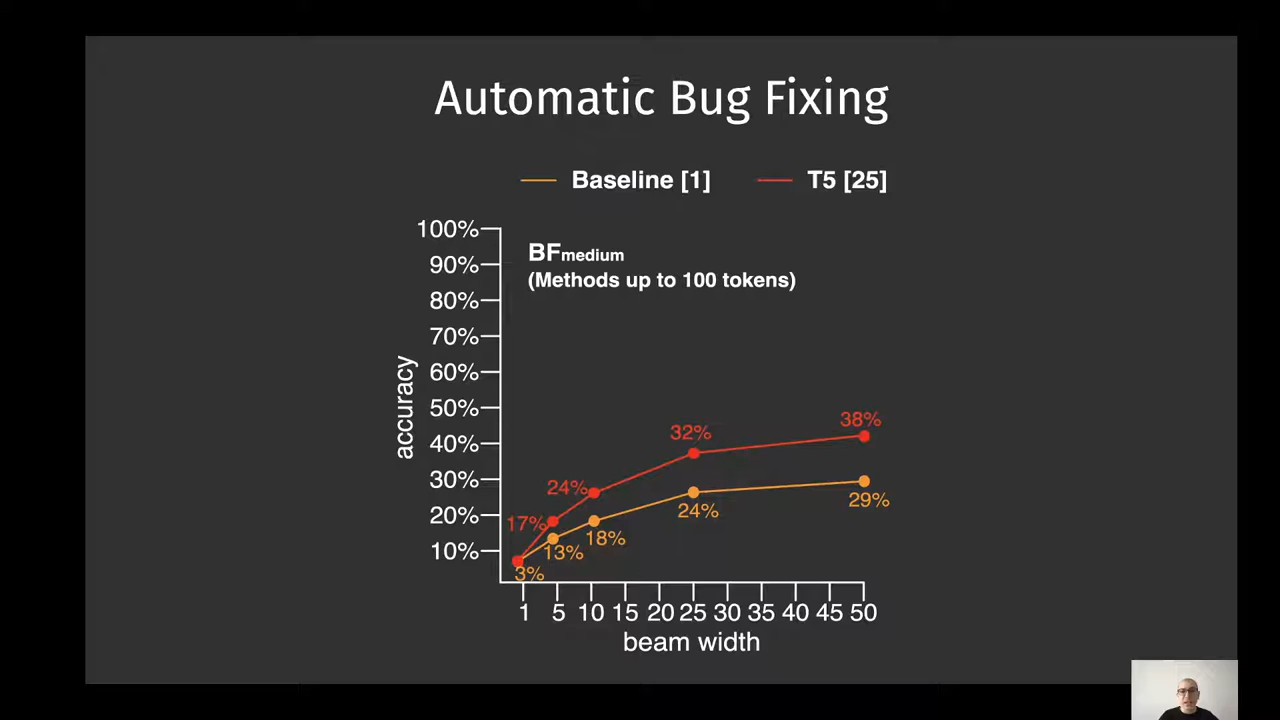 Automatic Bug Fixing
Baseline [1] T5 [25]
BFmedium
(Methods up to 100 tokens)
accuracy
100%
90%
80%
70%
60%
50%
40%
30%
20%
10%
17%
24%
32%
38%
3%
13%
18%
24%
29%
1 5 10 15 20 25 30 35 40 45 50
beam width